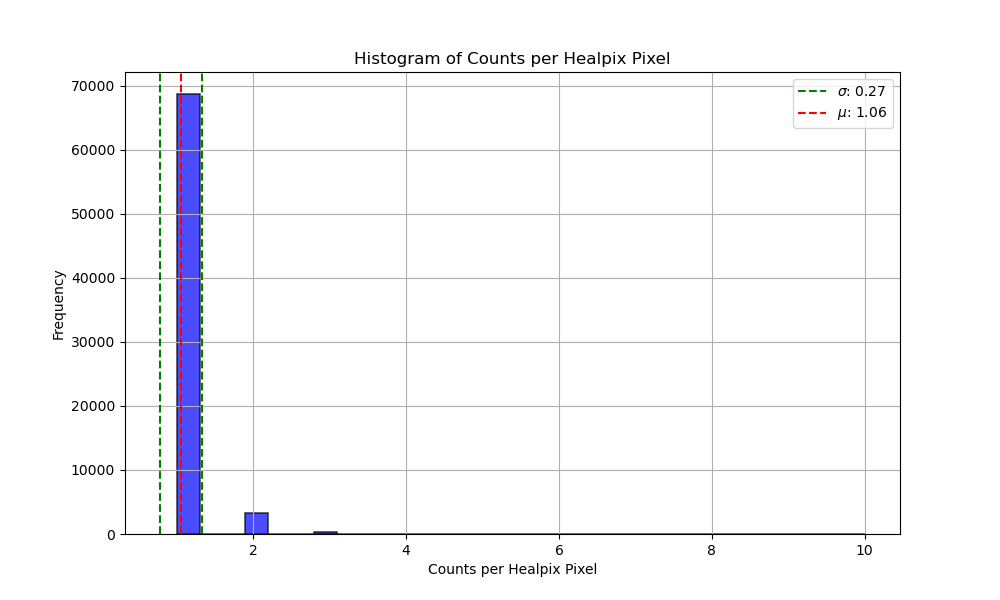 Histogram of Counts per Healpix Pixel
σ: 0.27
μ: 1.06
Frequency
70000
60000
50000
40000
30000
20000
10000
0
2
4
6
8
10
Counts per Healpix Pixel